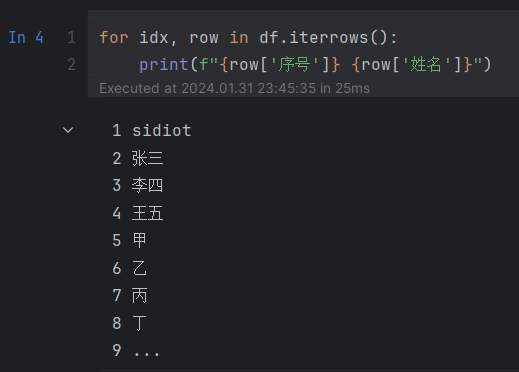 In 4 1 for idx, row in df.iterrows():
2 print(f"{row['序号']} {row['姓名']}")
Executed at 2024.01.31 23:45:35 in 25ms
1 sidiot
2 张三
3 李四
4 王五
5 甲
6 乙
7 丙
8 丁
9 ...